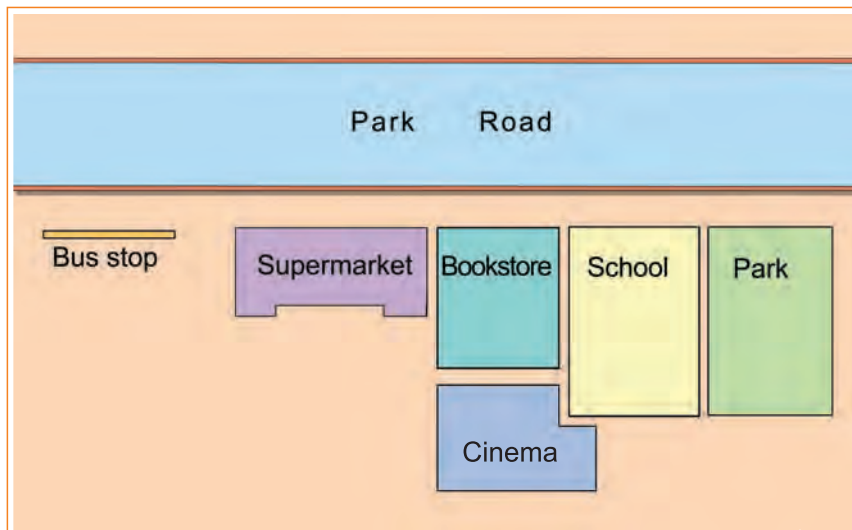 Park Road
Bus stop
Supermarket
Bookstore
School
Park
Cinema